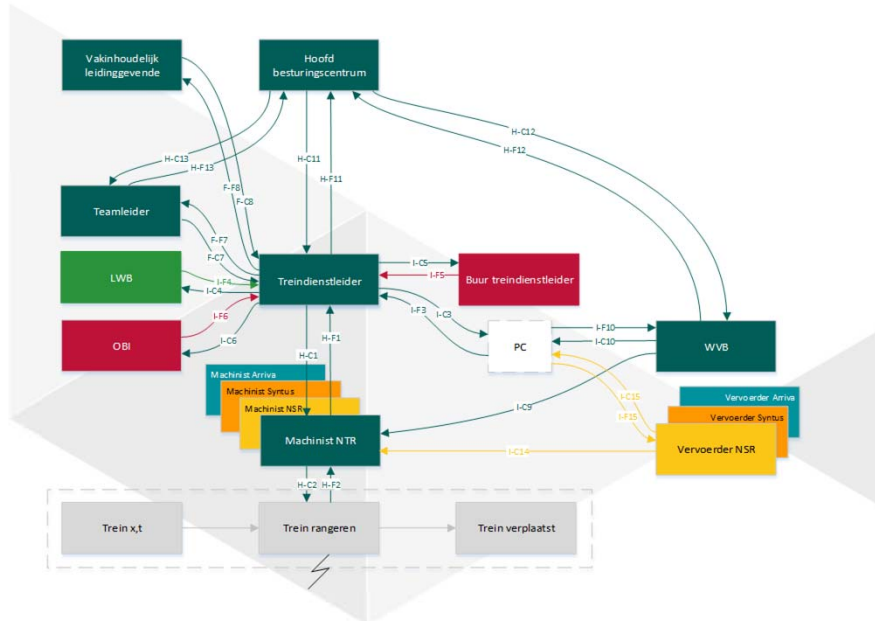 Vakinhoudelijk
leidinggevende
Hoofd
besturingscentrum
H-C12
H-F12
H-C13
H-F13
H-C11
H-F11
F-F8
F-C8
Teamleider
F-F7
F-C7
LWB
I-F4
I-C4
Treindienstleider
I-C5
I-F5
Buur treindienstleider
I-F6
I-C6
OBI
I-C3
I-F3
PC
I-F10
I-C10
WVB
H-F1
H-C1
Machinist Arriva
Machinist Syntus
Machinist NSR
Machinist NTR
I-C9
I-C15
I-F15
I-C14
Vervoerder Arriva
Vervoerder Syntus
Vervoerder NSR
H-C2
H-F2
Trein x,t
Trein rangeren
Trein verplaatst